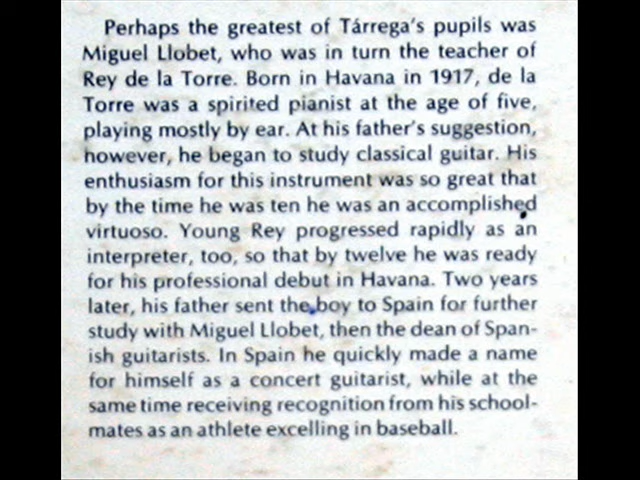 Perhaps the greatest of Tárrega's pupils was
Miguel Llobet, who was in turn the teacher of
Rey de la Torre. Born in Havana in 1917, de la
Torre was a spirited pianist at the age of five,
playing mostly by ear. At his father's suggestion,
however, he began to study classical guitar. His
enthusiasm for this instrument was so great that
by the time he was ten he was an accomplished
virtuoso. Young Rey progressed rapidly as an
interpreter, too, so that by twelve he was ready
for his professional debut in Havana. Two years
later, his father sent the boy to Spain for further
study with Miguel Llobet, then the dean of Span-
ish guitarists. In Spain he quickly made a name
for himself as a concert guitarist, while at the
same time receiving recognition from his school-
mates as an athlete excelling in baseball.